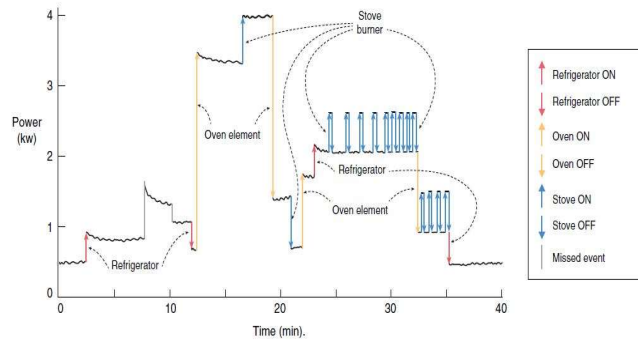 Stove
burner
4
3
Power
(kw)
2
1
0
Oven element
Refrigerator
Refrigerator
Oven element
0
10
20
30
40
Time (min).
Refrigerator ON
Refrigerator OFF
Oven ON
Oven OFF
Stove ON
Stove OFF
Missed event